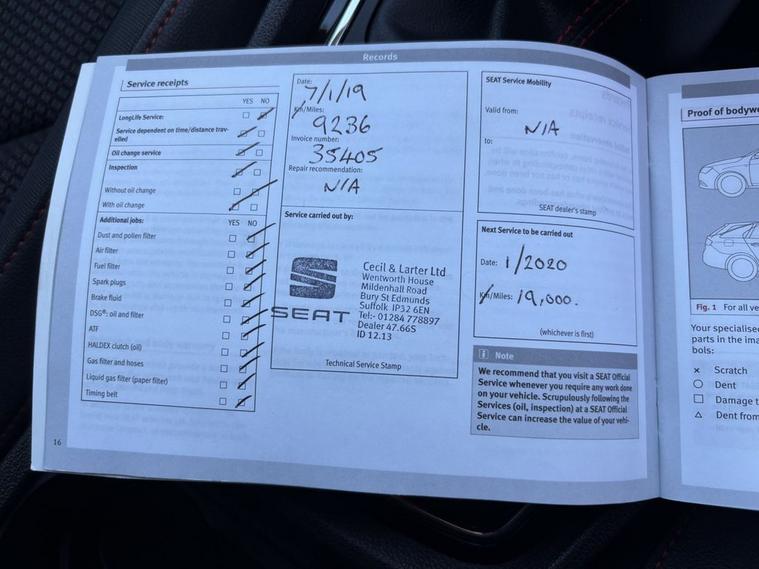 Records
Service receipts
YES NO
LongLife Service:
Service dependent on time/distance trav-
elled
Oil change service
Inspection
Without oil change
With oil change
Additional jobs: YES NO
Dust and pollen filter
Air filter
Fuel filter
Spark plugs
Brake fluid
DSG®: oil and filter
ATF
HALDEX clutch (oil)
Gas filter and hoses
Liquid gas filter (paper filter)
Timing belt
16
Date:
7/1/19
Km/Miles:
9236
Invoice number:
35405
Repair recommendation:
N/A
Service carried out by:
SEAT
Cecil & Larter Ltd
Wentworth House
Mildenhall Road
Bury St Edmunds
Suffolk IP32 6EN
Tel:- 01284 778897
Dealer 47.66S
ID 12.13
Technical Service Stamp
SEAT Service Mobility
Valid from:
N/A
to:
SEAT dealer's stamp
Next Service to be carried out
Date: 1/2020
Km/Miles: 19,000.
(whichever is first)
i Note
We recommend that you visit a SEAT Official
Service whenever you require any work done
on your vehicle. Scrupulously following the
Services (oil, inspection) at a SEAT Official
Service can increase the value of your vehi-
cle.
Proof of bodywo
Fig. 1 For all ve
Your specialise
parts in the ima
bols:
× Scratch
Dent
Damage t
Dent from